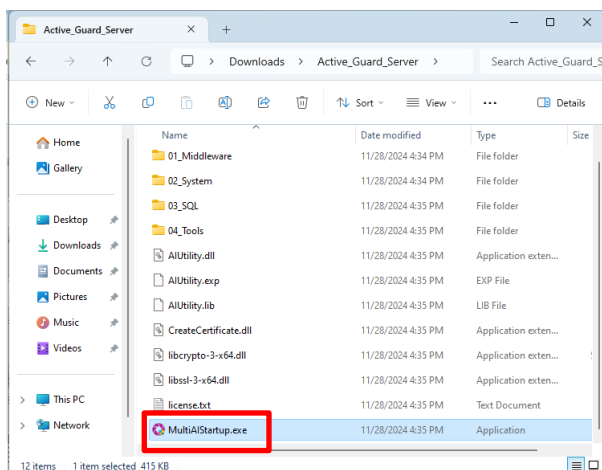 Active_Guard_Server
Downloads > Active_Guard_Server > Search Active_Guard_S
New Sort View ... Details
Name Date modified Type Size
Home 01_Middleware 11/28/2024 4:34 PM File folder
Gallery 02_System 11/28/2024 4:34 PM File folder
03_SQL 11/28/2024 4:35 PM File folder
Desktop 04_Tools 11/28/2024 4:35 PM File folder
Downloads AIUtility.dll 11/28/2024 4:35 PM Application exten...
Documents AIUtility.exp 11/28/2024 4:35 PM EXP File
Pictures AIUtility.lib 11/28/2024 4:35 PM LIB File
Music CreateCertificate.dll 11/28/2024 4:35 PM Application exten...
Videos libcrypto-3-x64.dll 11/28/2024 4:35 PM Application exten...
libssl-3-x64.dll 11/28/2024 4:35 PM Application exten...
This PC license.txt 11/28/2024 4:35 PM Text Document
Network MultiAIStartup.exe 11/28/2024 4:35 PM Application
12 items 1 item selected 415 KB